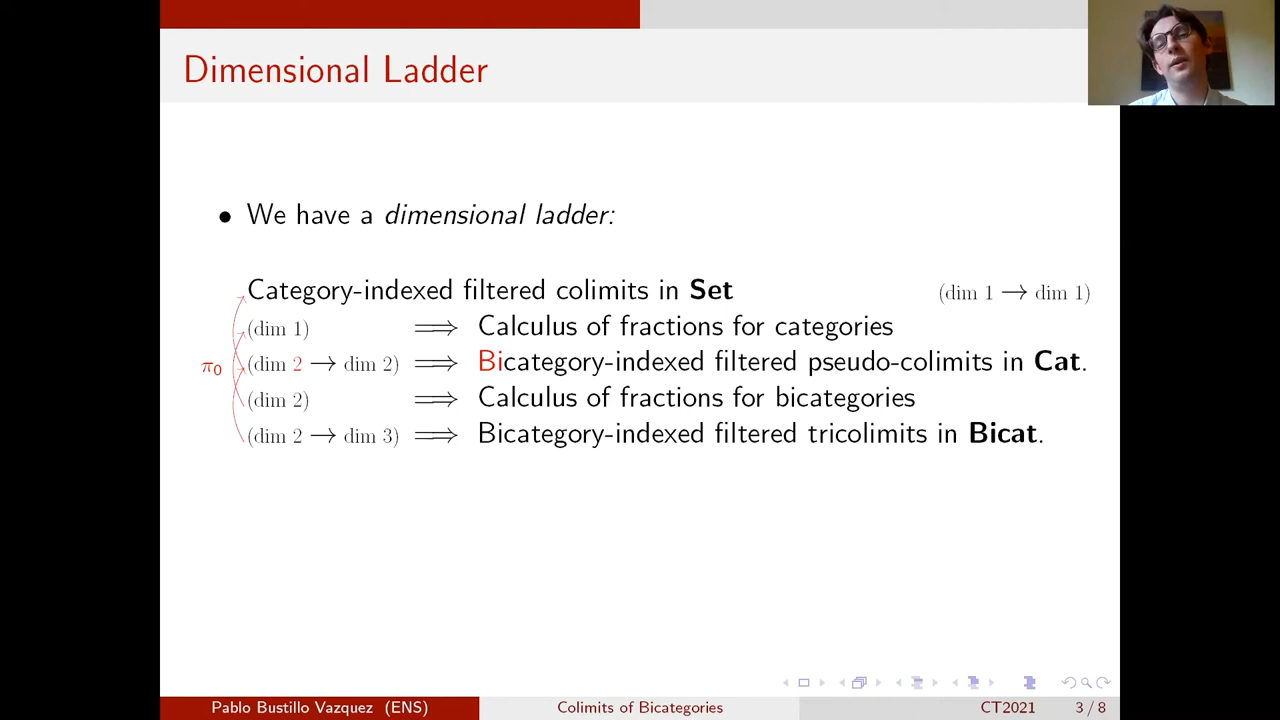 Dimensional Ladder
• We have a dimensional ladder:
Category-indexed filtered colimits in Set (dim 1 → dim 1)
(dim 1) ⟹ Calculus of fractions for categories
π₀ (dim 2 → dim 2) ⟹ Bicategory-indexed filtered pseudo-colimits in Cat.
(dim 2) ⟹ Calculus of fractions for bicategories
(dim 2 → dim 3) ⟹ Bicategory-indexed filtered tricolimits in Bicat.
Pablo Bustillo Vazquez (ENS) Colimits of Bicategories CT2021 3 / 8